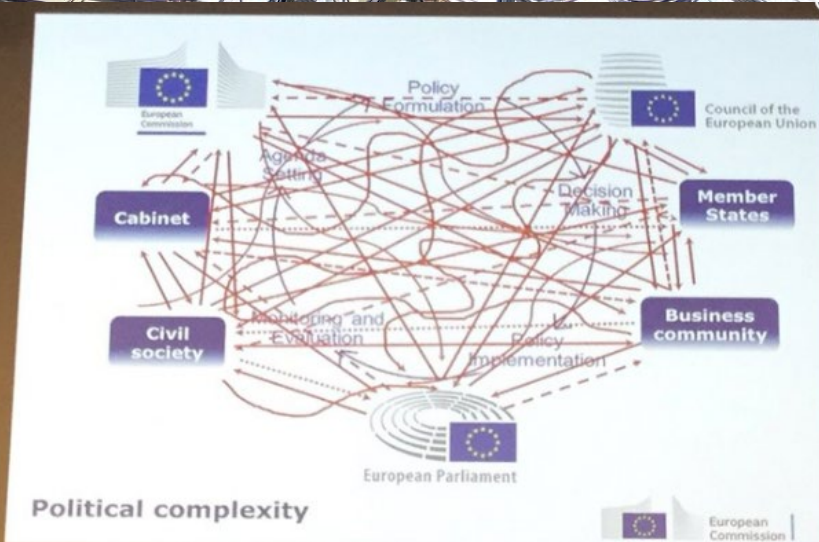 Policy
Formulation
European
Commission
Council of the
European Union
Agenda
Setting
Decision
Making
Cabinet
Member
States
Civil
society
Monitoring and
Evaluation
Policy
Implementation
Business
community
European Parliament
Political complexity
European
Commission